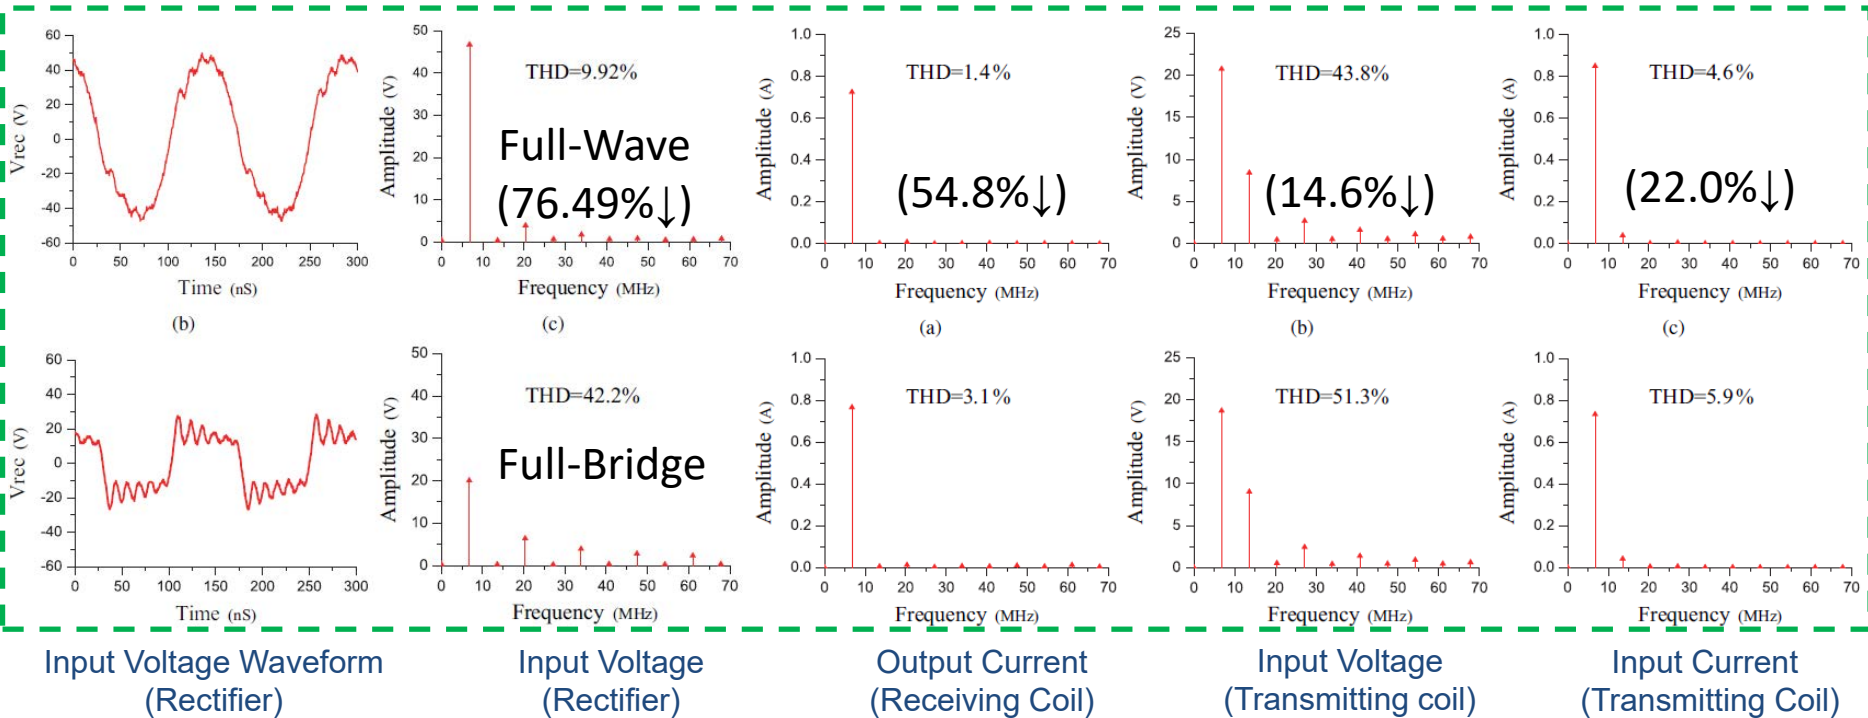 60
40
20
0
-20
-40
-60
Vrec (V)
0 50 100 150 200 250 300
Time (nS)
(b)
50
40
30
20
10
0
Amplitude (V)
THD=9.92%
Full-Wave
(76.49%↓)
0 10 20 30 40 50 60 70
Frequency (MHz)
(c)
1.0
0.8
0.6
0.4
0.2
0.0
Amplitude (A)
THD=1.4%
(54.8%↓)
0 10 20 30 40 50 60 70
Frequency (MHz)
(a)
25
20
15
10
5
0
Amplitude (V)
THD=43.8%
(14.6%↓)
0 10 20 30 40 50 60 70
Frequency (MHz)
(b)
1.0
0.8
0.6
0.4
0.2
0.0
Amplitude (A)
THD=4.6%
(22.0%↓)
0 10 20 30 40 50 60 70
Frequency (MHz)
(c)
60
40
20
0
-20
-40
-60
Vrec (V)
0 50 100 150 200 250 300
Time (nS)
50
40
30
20
10
0
Amplitude (V)
THD=42.2%
Full-Bridge
0 10 20 30 40 50 60 70
Frequency (MHz)
1.0
0.8
0.6
0.4
0.2
0.0
Amplitude (A)
THD=3.1%
0 10 20 30 40 50 60 70
Frequency (MHz)
25
20
15
10
5
0
Amplitude (V)
THD=51.3%
0 10 20 30 40 50 60 70
Frequency (MHz)
1.0
0.8
0.6
0.4
0.2
0.0
Amplitude (A)
THD=5.9%
0 10 20 30 40 50 60 70
Frequency (MHz)
Input Voltage Waveform
(Rectifier)
Input Voltage
(Rectifier)
Output Current
(Receiving Coil)
Input Voltage
(Transmitting coil)
Input Current
(Transmitting Coil)